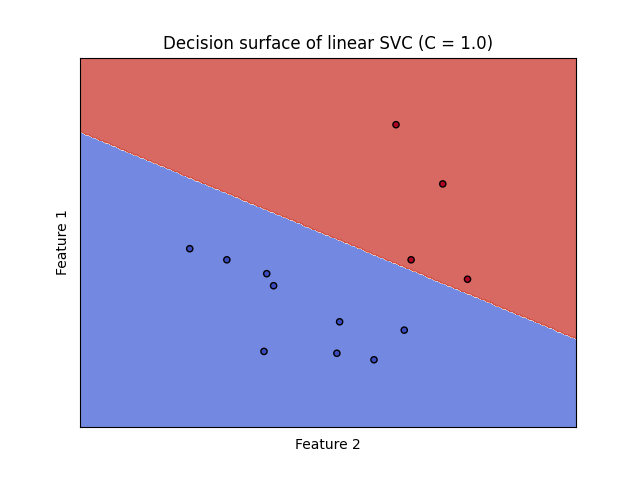 Decision surface of linear SVC (C = 1.0)
Feature 1
Feature 2